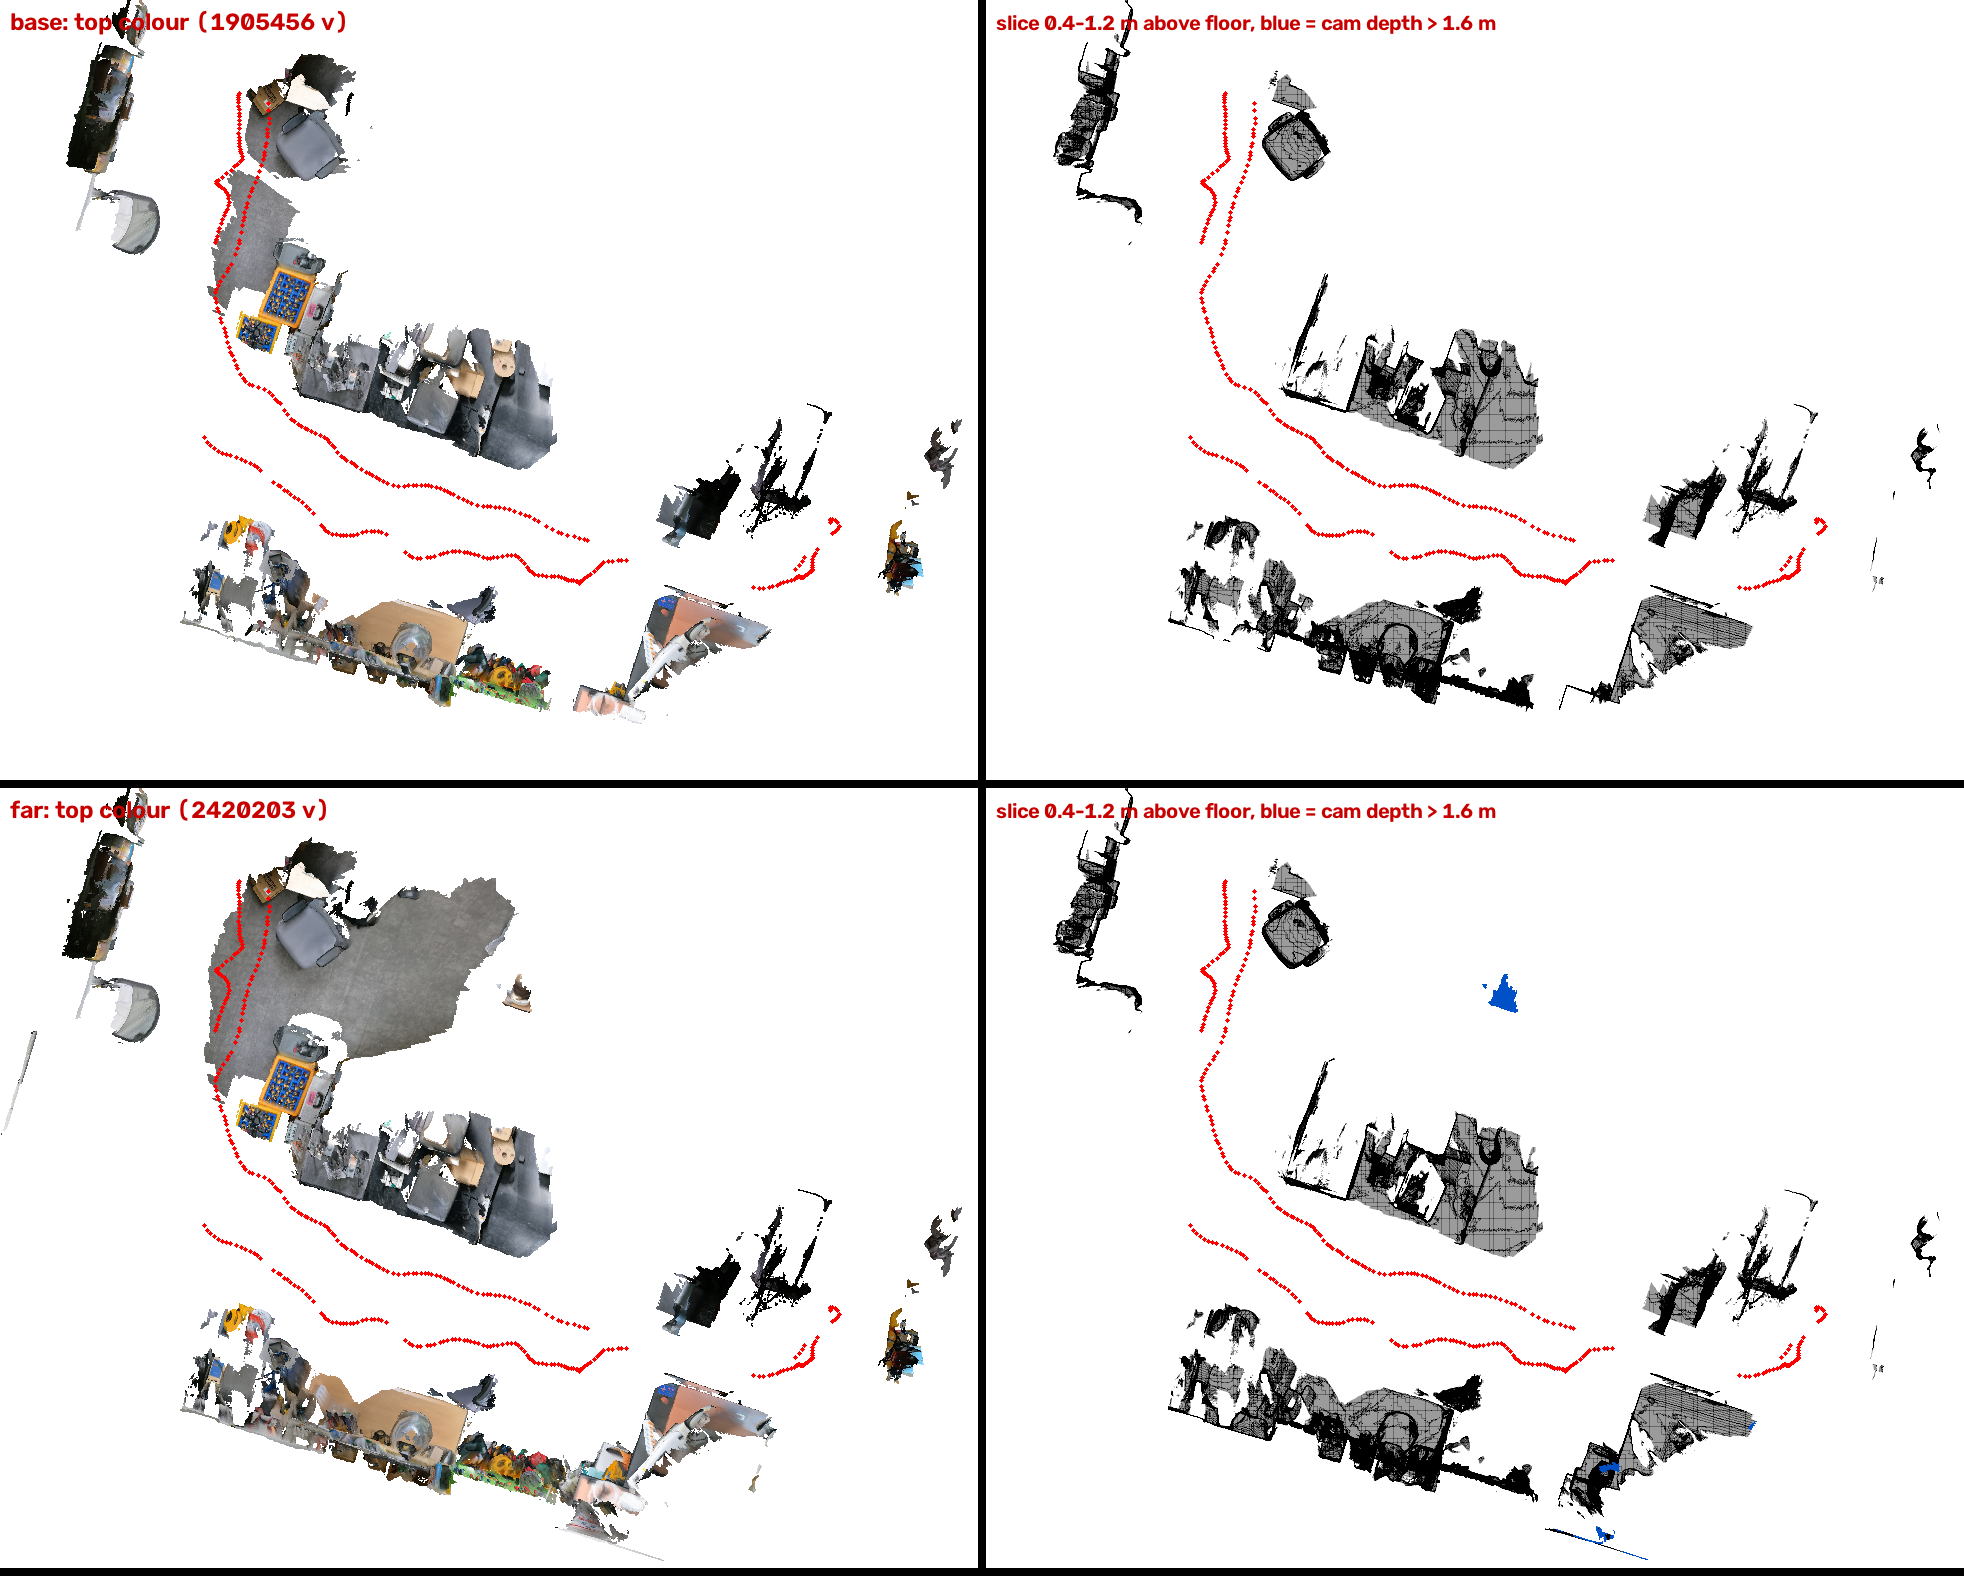 base: top colour (1905456 v)
slice 0.4-1.2 m above floor, blue = cam depth > 1.6 m
far: top colour (2420203 v)
slice 0.4-1.2 m above floor, blue = cam depth > 1.6 m